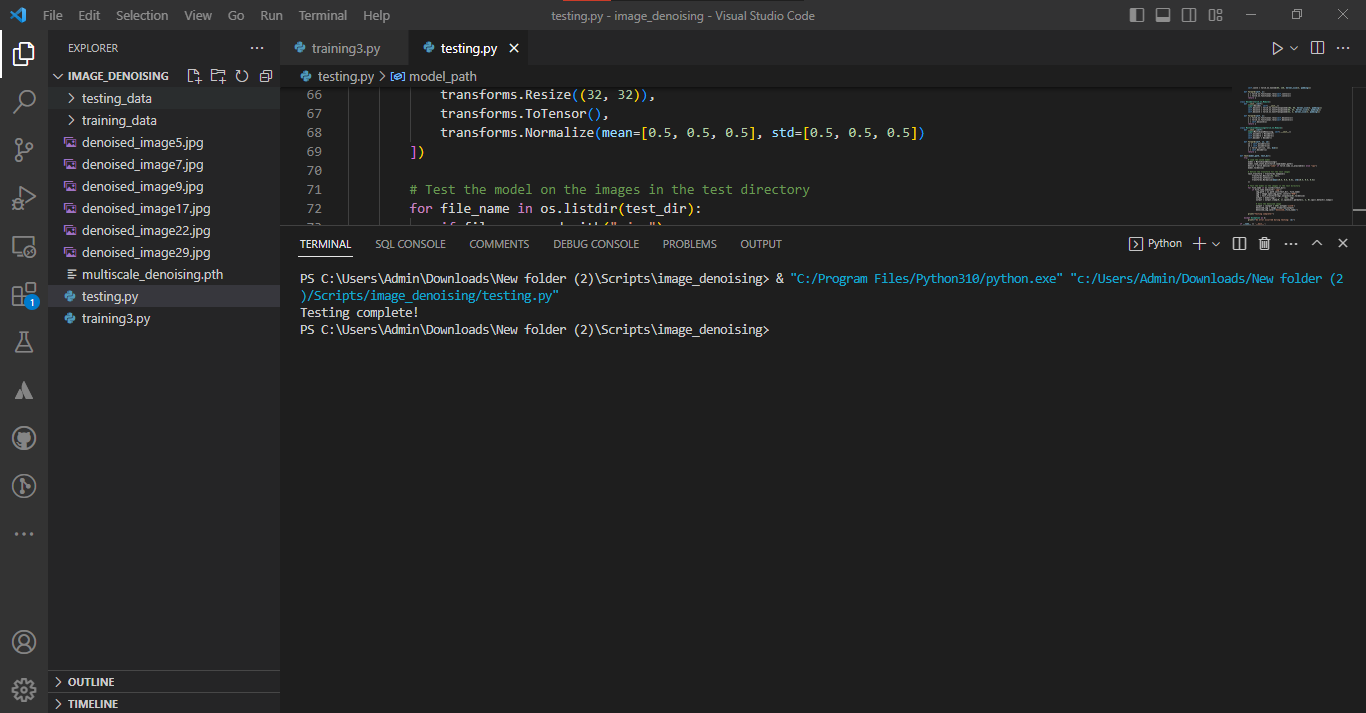 File Edit Selection View Go Run Terminal Help
testing.py - image_denoising - Visual Studio Code
EXPLORER
IMAGE_DENOISING
testing_data
training_data
denoised_image5.jpg
denoised_image7.jpg
denoised_image9.jpg
denoised_image17.jpg
denoised_image22.jpg
denoised_image29.jpg
multiscale_denoising.pth
testing.py
training3.py
1
OUTLINE
TIMELINE
training3.py testing.py
testing.py > model_path
66 transforms.Resize((32, 32)),
67 transforms.ToTensor(),
68 transforms.Normalize(mean=[0.5, 0.5, 0.5], std=[0.5, 0.5, 0.5])
69 ])
70
71 # Test the model on the images in the test directory
72 for file_name in os.listdir(test_dir):
TERMINAL SQL CONSOLE COMMENTS DEBUG CONSOLE PROBLEMS OUTPUT
Python
PS C:\Users\Admin\Downloads\New folder (2)\Scripts\image_denoising> & "C:/Program Files/Python310/python.exe" "c:/Users/Admin/Downloads/New folder (2
)/Scripts/image_denoising/testing.py"
Testing complete!
PS C:\Users\Admin\Downloads\New folder (2)\Scripts\image_denoising>